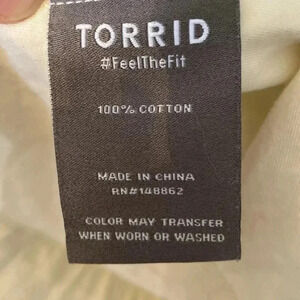 TORRID
#FeelTheFit
100% COTTON
MADE IN CHINA
RN#148862
COLOR MAY TRANSFER
WHEN WORN OR WASHED